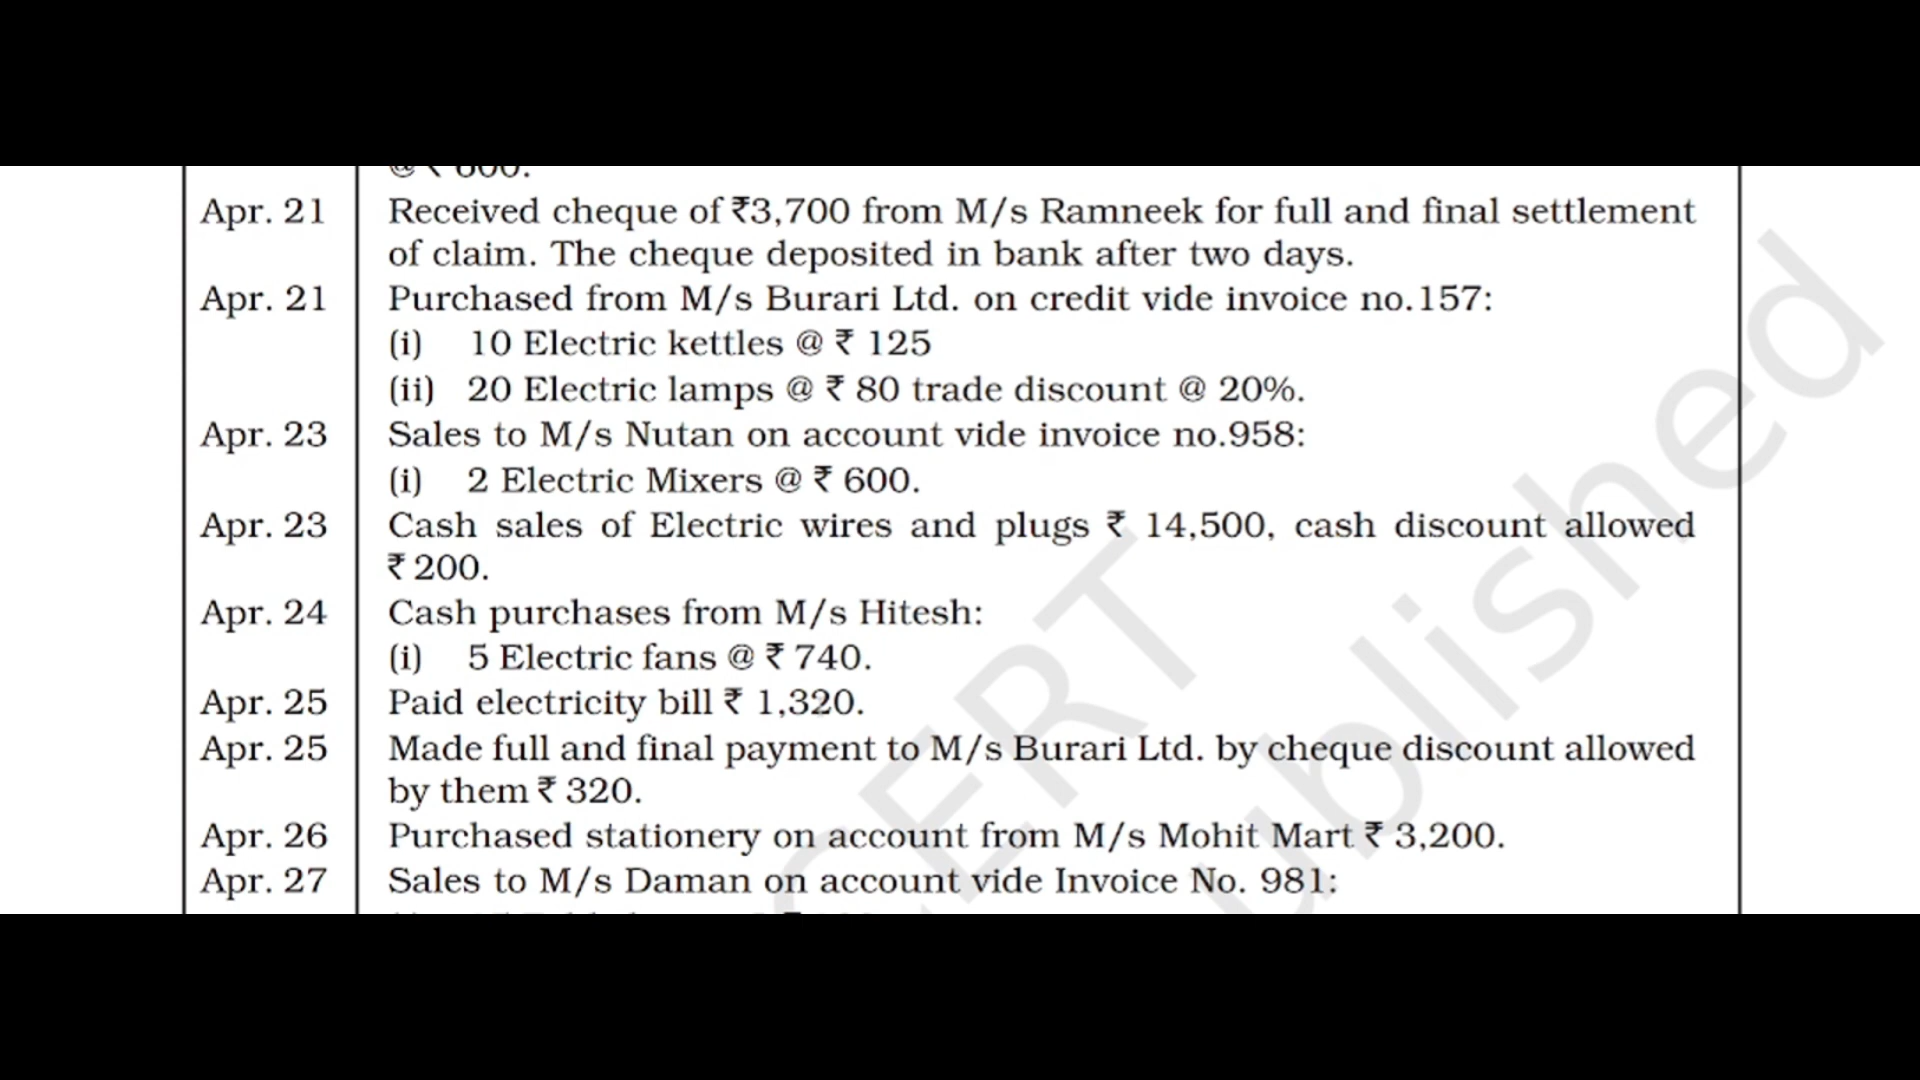 Apr. 21 Received cheque of ₹3,700 from M/s Ramneek for full and final settlement
of claim. The cheque deposited in bank after two days.
Apr. 21 Purchased from M/s Burari Ltd. on credit vide invoice no.157:
(i) 10 Electric kettles @ ₹ 125
(ii) 20 Electric lamps @ ₹ 80 trade discount @ 20%.
Apr. 23 Sales to M/s Nutan on account vide invoice no.958:
(i) 2 Electric Mixers @ ₹ 600.
Apr. 23 Cash sales of Electric wires and plugs ₹ 14,500, cash discount allowed
₹ 200.
Apr. 24 Cash purchases from M/s Hitesh:
(i) 5 Electric fans @ ₹ 740.
Apr. 25 Paid electricity bill ₹ 1,320.
Apr. 25 Made full and final payment to M/s Burari Ltd. by cheque discount allowed
by them ₹ 320.
Apr. 26 Purchased stationery on account from M/s Mohit Mart ₹ 3,200.
Apr. 27 Sales to M/s Daman on account vide Invoice No. 981: